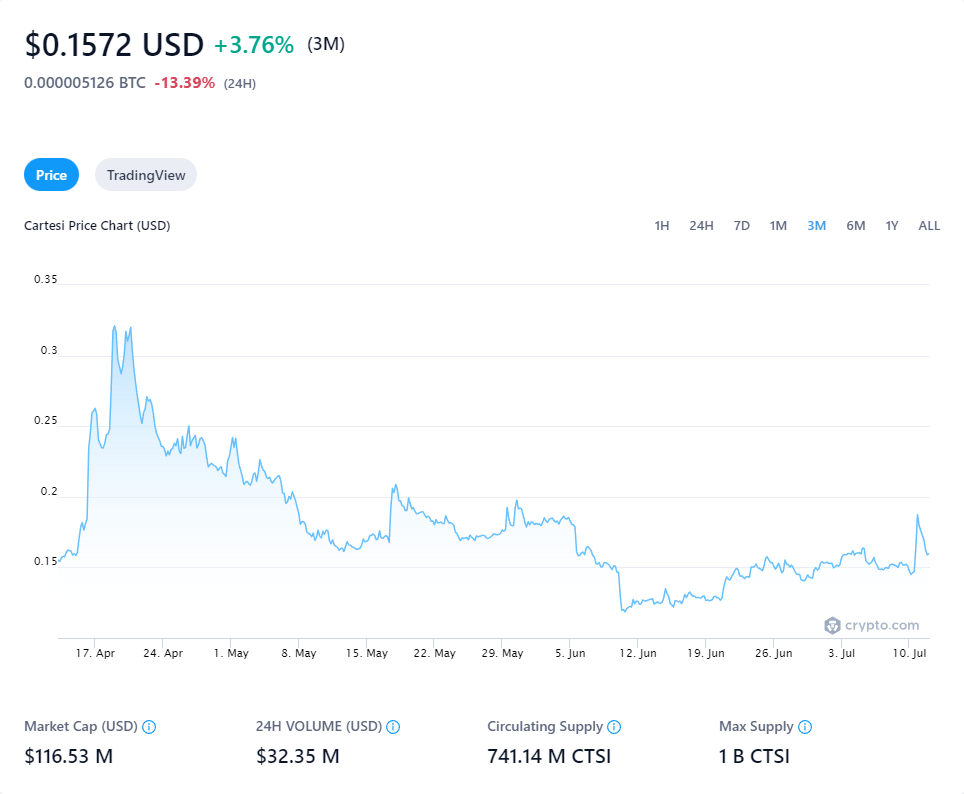 $0.1572 USD +3.76% (3M)
0.000005126 BTC -13.39% (24H)
Price TradingView
Cartesi Price Chart (USD) 1H 24H 7D 1M 3M 6M 1Y ALL
0.35
0.3
0.25
0.2
0.15
crypto.com
17. Apr 24. Apr 1. May 8. May 15. May 22. May 29. May 5. Jun 12. Jun 19. Jun 26. Jun 3. Jul 10. Jul
Market Cap (USD) 24H VOLUME (USD) Circulating Supply Max Supply
$116.53 M $32.35 M 741.14 M CTSI 1 B CTSI